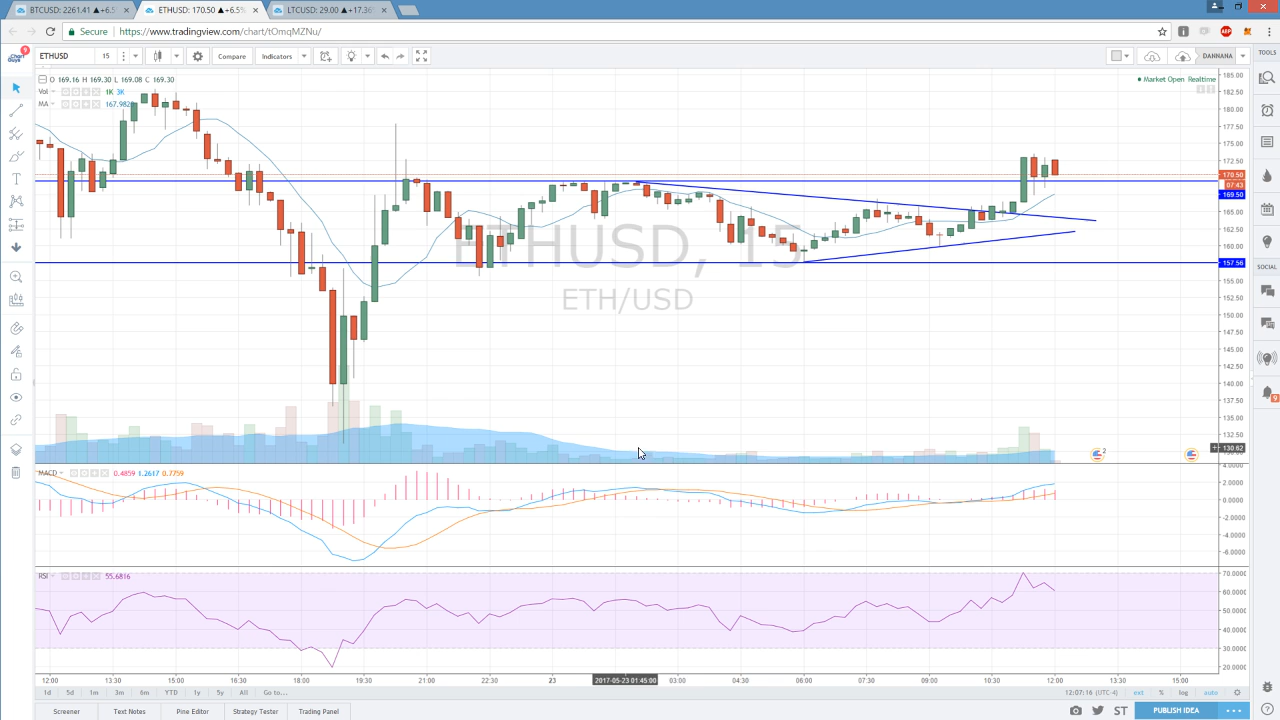 BTCUSD: 2261.41 ▲+6.5
ETHUSD: 170.50 ▲+6.5%
LTCUSD: 29.00 ▲+17.36
Secure
https://www.tradingview.com/chart/tOmqMZNu/
ETHUSD
15
Compare
Indicators
DAHNANA
TOOLS
O 169.16 H 169.30 L 169.08 C 169.30
Market Open Realtime
Vol
1K 3K
MA
ETHUSD, 15
ETH/USD
185.00
182.50
180.00
177.50
175.00
172.50
170.50
07:43
169.50
165.00
162.50
160.00
157.56
155.00
152.50
150.00
147.50
145.00
142.50
140.00
137.50
135.00
132.50
130.62
SOCIAL
9
2
MACD
0.4859 1.2617 0.7759
4.0000
2.0000
0.0000
-2.0000
-4.0000
-6.0000
RSI
55.6816
70.0000
60.0000
50.0000
40.0000
30.0000
20.0000
12:00
13:30
15:00
16:30
18:00
19:30
21:00
22:30
23
2017-05-23 01:45:00
03:00
04:30
06:00
07:30
09:00
10:30
12:00
13:30
15:00
1d 5d 1m 3m 6m YTD 1y 5y All Go to...
12:07:16 (UTC-4)
ext % log auto
Screener
Text Notes
Pine Editor
Strategy Tester
Trading Panel
ST
PUBLISH IDEA